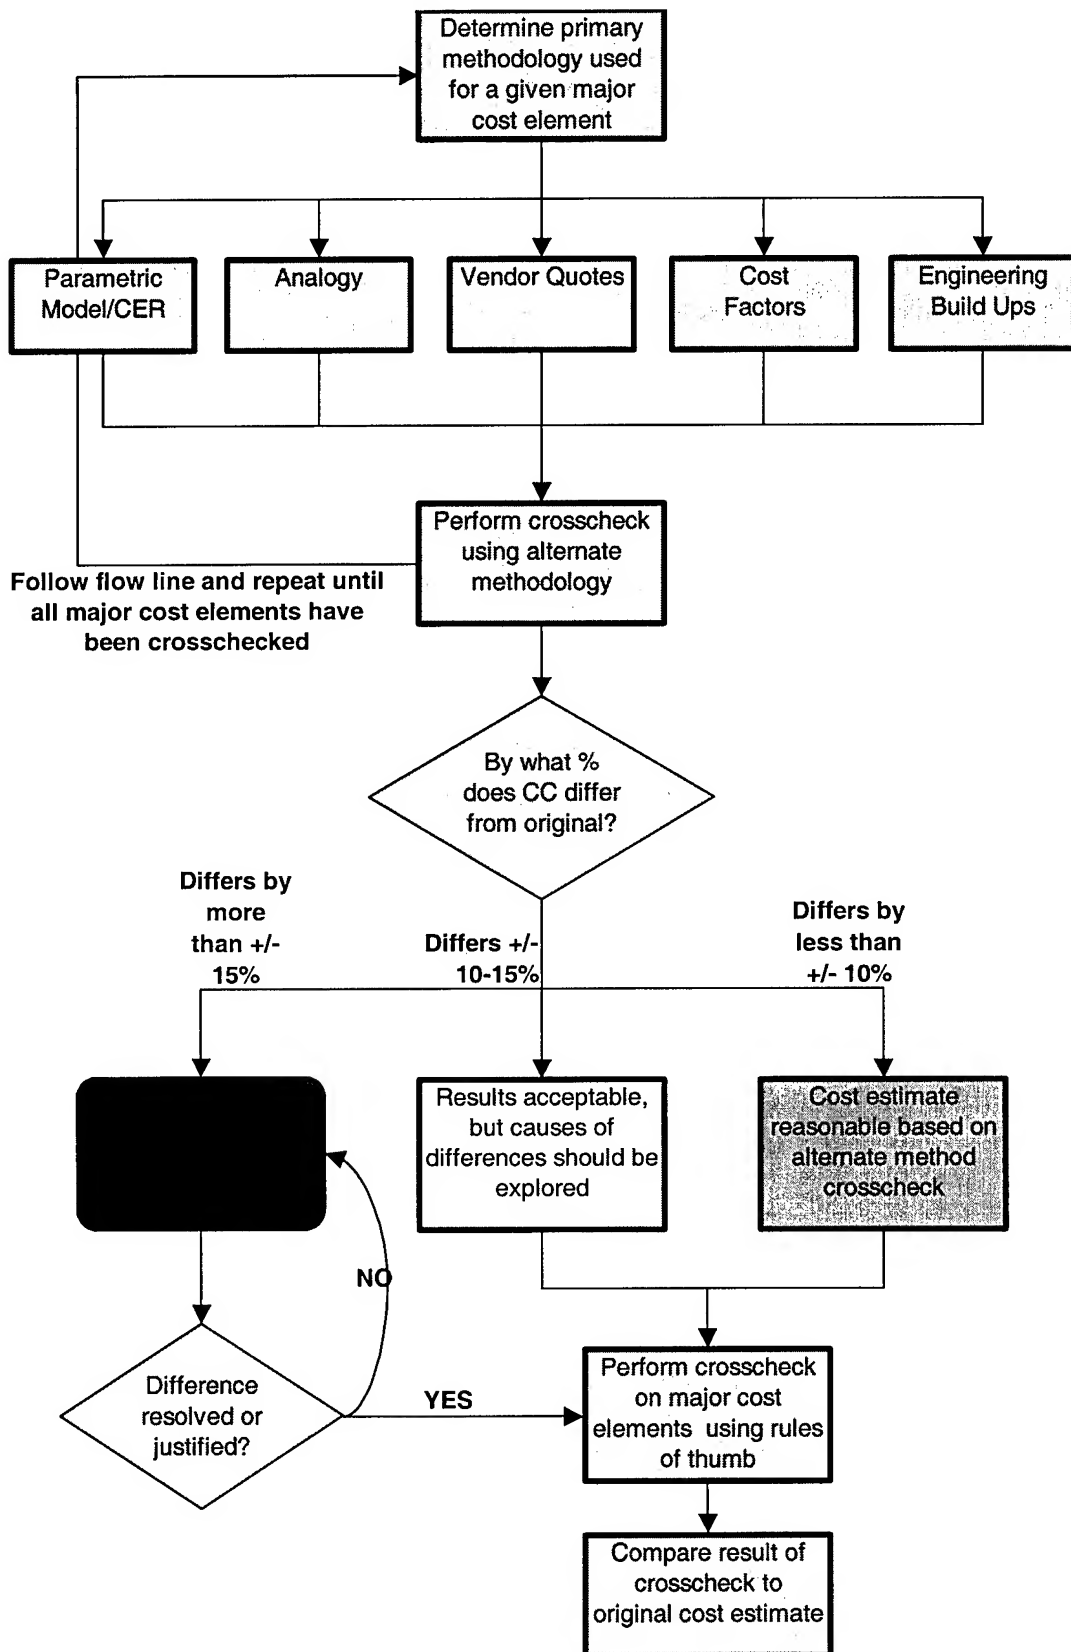 Determine primary
methodology used
for a given major
cost element
Parametric
Model/CER
Analogy
Vendor Quotes
Cost
Factors
Engineering
Build Ups
Perform crosscheck
using alternate
methodology
Follow flow line and repeat until
all major cost elements have
been crosschecked
By what %
does CC differ
from original?
Differs by
more
than +/-
15%
Differs +/-
10-15%
Differs by
less than
+/- 10%
Results acceptable,
but causes of
differences should be
explored
Cost estimate
reasonable based on
alternate method
crosscheck
NO
Difference
resolved or
justified?
YES
Perform crosscheck
on major cost
elements using rules
of thumb
Compare result of
crosscheck to
original cost estimate